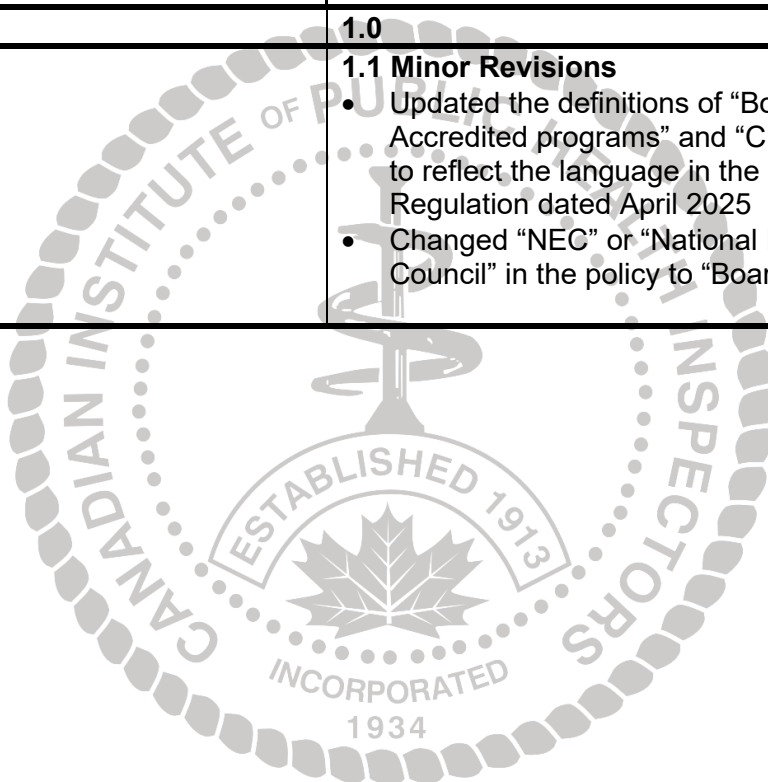 1.0
1.1 Minor Revisions
• Updated the definitions of “Bo
Accredited programs” and “C
to reflect the language in the
Regulation dated April 2025
• Changed “NEC” or “National
Council” in the policy to “Boar
CANADIAN INSTITUTE OF PUBLIC HEALTH INSPECTORS
ESTABLISHED 1913
INCORPORATED
1934